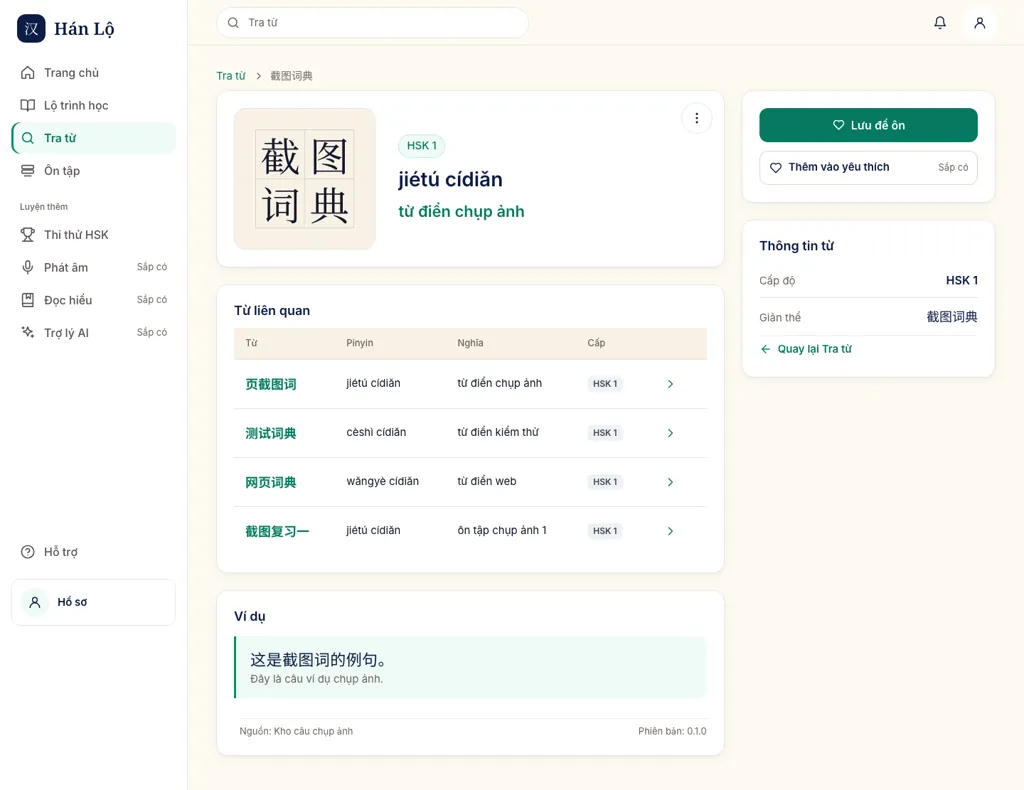 汉 Hán Lộ
Trang chủ
Lộ trình học
Tra từ
Ôn tập
Luyện thêm
Thi thử HSK
Phát âm Sắp có
Đọc hiểu Sắp có
Trợ lý AI Sắp có
Hỗ trợ
Hồ sơ
Tra từ
Tra từ > 截图词典
截图
词典
HSK 1
jiétú cídiǎn
từ điển chụp ảnh
Từ liên quan
Từ Pinyin Nghĩa Cấp
页截图词 jiétú cídiǎn từ điển chụp ảnh HSK 1
测试词典 cèshì cídiǎn từ điển kiểm thử HSK 1
网页词典 wǎngyè cídiǎn từ điển web HSK 1
截图复习一 jiétú cídiǎn ôn tập chụp ảnh 1 HSK 1
Ví dụ
这是截图词的例句。
Đây là câu ví dụ chụp ảnh.
Nguồn: Kho câu chụp ảnh Phiên bản: 0.1.0
Lưu để ôn
Thêm vào yêu thích Sắp có
Thông tin từ
Cấp độ HSK 1
Giản thể 截图词典
Quay lại Tra từ